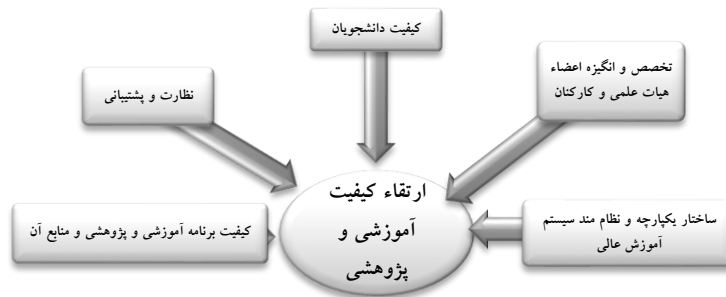 کیفیت دانشجویان
تخصص و انگیزه اعضاء
هیات علمی و کارکنان
نظارت و پشتیبانی
ارتقاء کیفیت
آموزشی و
پژوهشی
ساختار یکپارچه و نظام مند سیستم
آموزش عالی
کیفیت برنامه آموزشی و پژوهشی و منابع آن